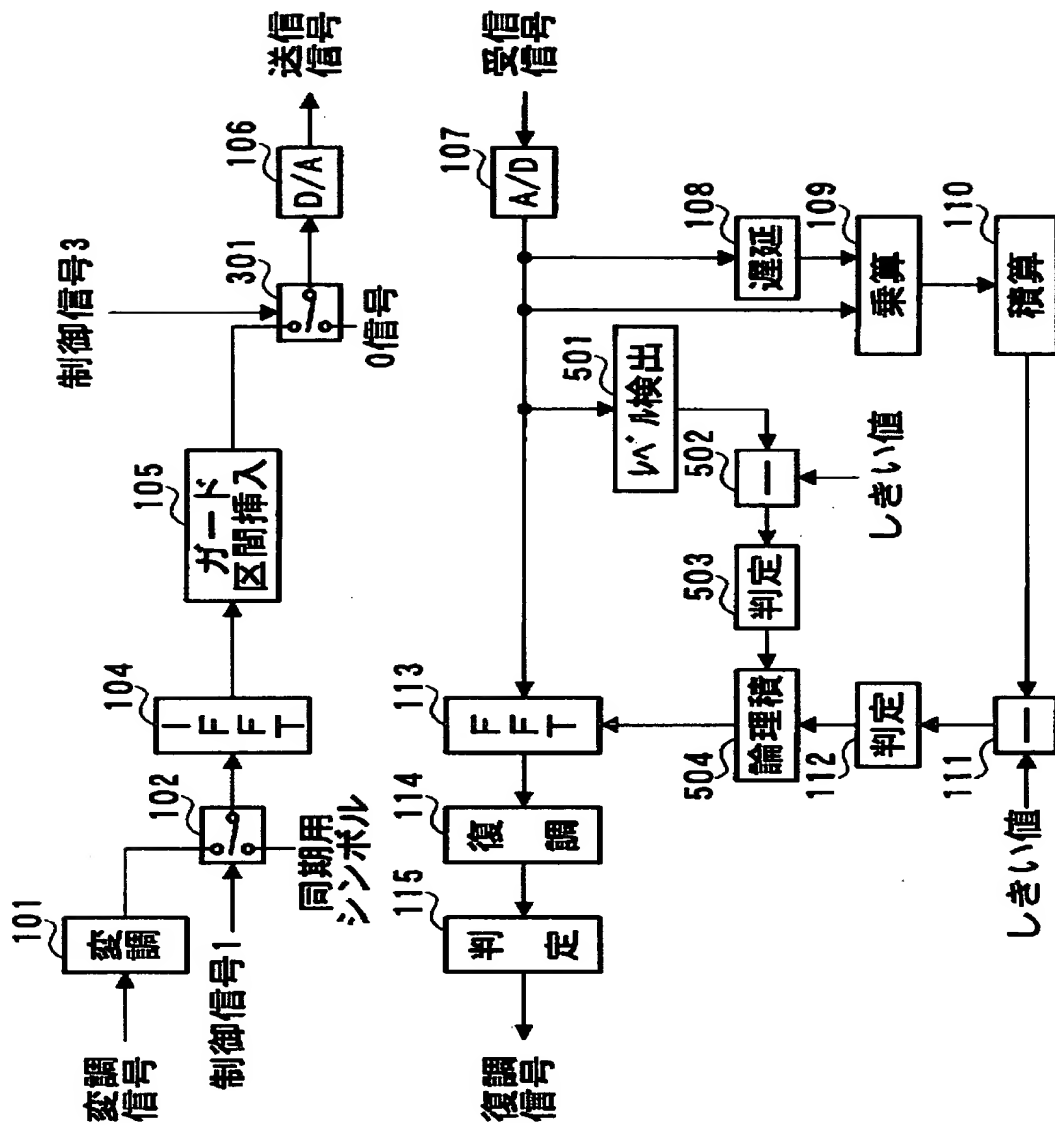 変調
信号
101
変調
制御信号1
102
同期用
シンボル
104
IFFT
105
ガード
区間挿入
制御信号3
301
0信号
106
D/A
送信
信号
受信
信号
107
A/D
108
遅延
109
乗算
110
積算
501
レベル検出
502
−
しきい値
503
判定
504
論理積
112
判定
111
−
しきい値
113
FFT
114
復調
115
判定
復調
信号